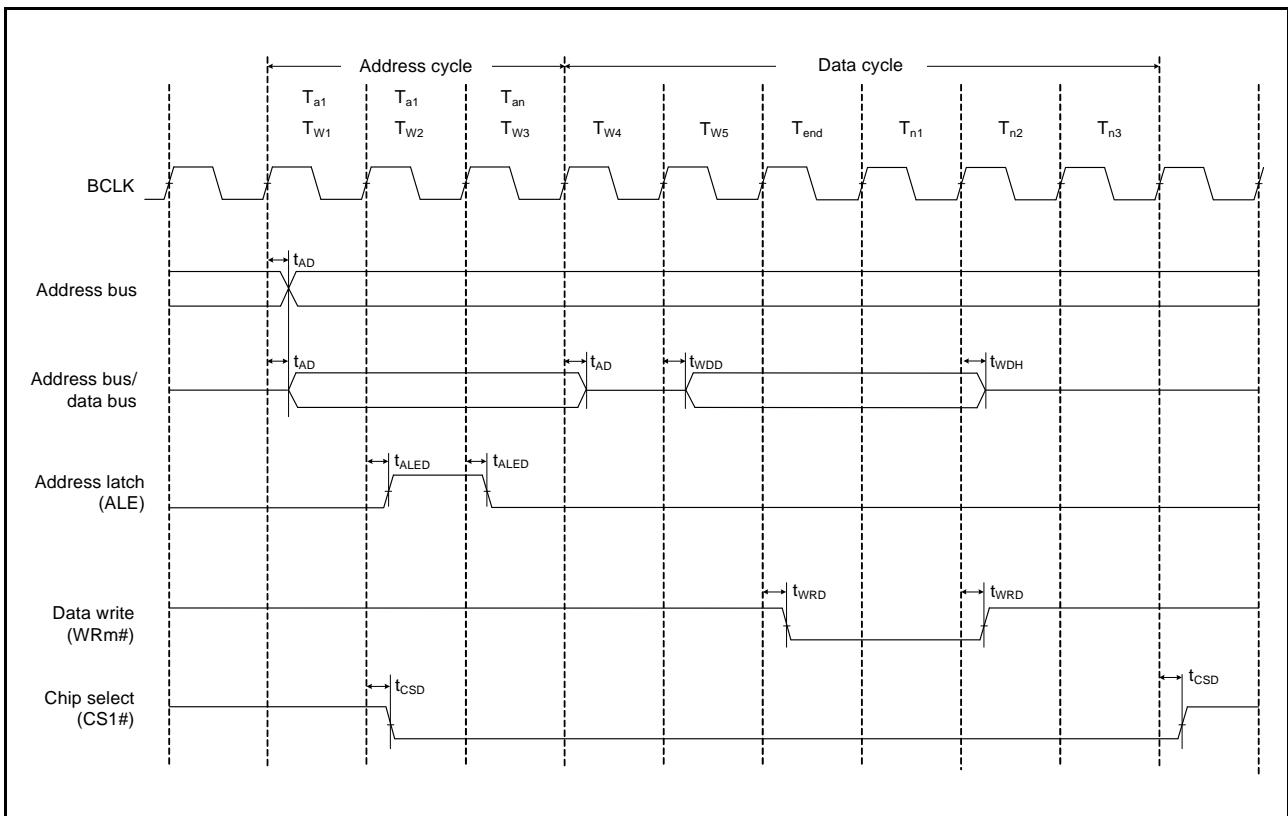 Address cycle Data cycle
Ta1 Ta1 Tan
TW1 TW2 TW3 TW4 TW5 Tend Tn1 Tn2 Tn3
BCLK
tAD
Address bus
tAD tAD tWDD tWDH
Address bus/
data bus
tALED tALED
Address latch
(ALE)
tWRD tWRD
Data write
(WRm#)
tCSD tCSD
Chip select
(CS1#)